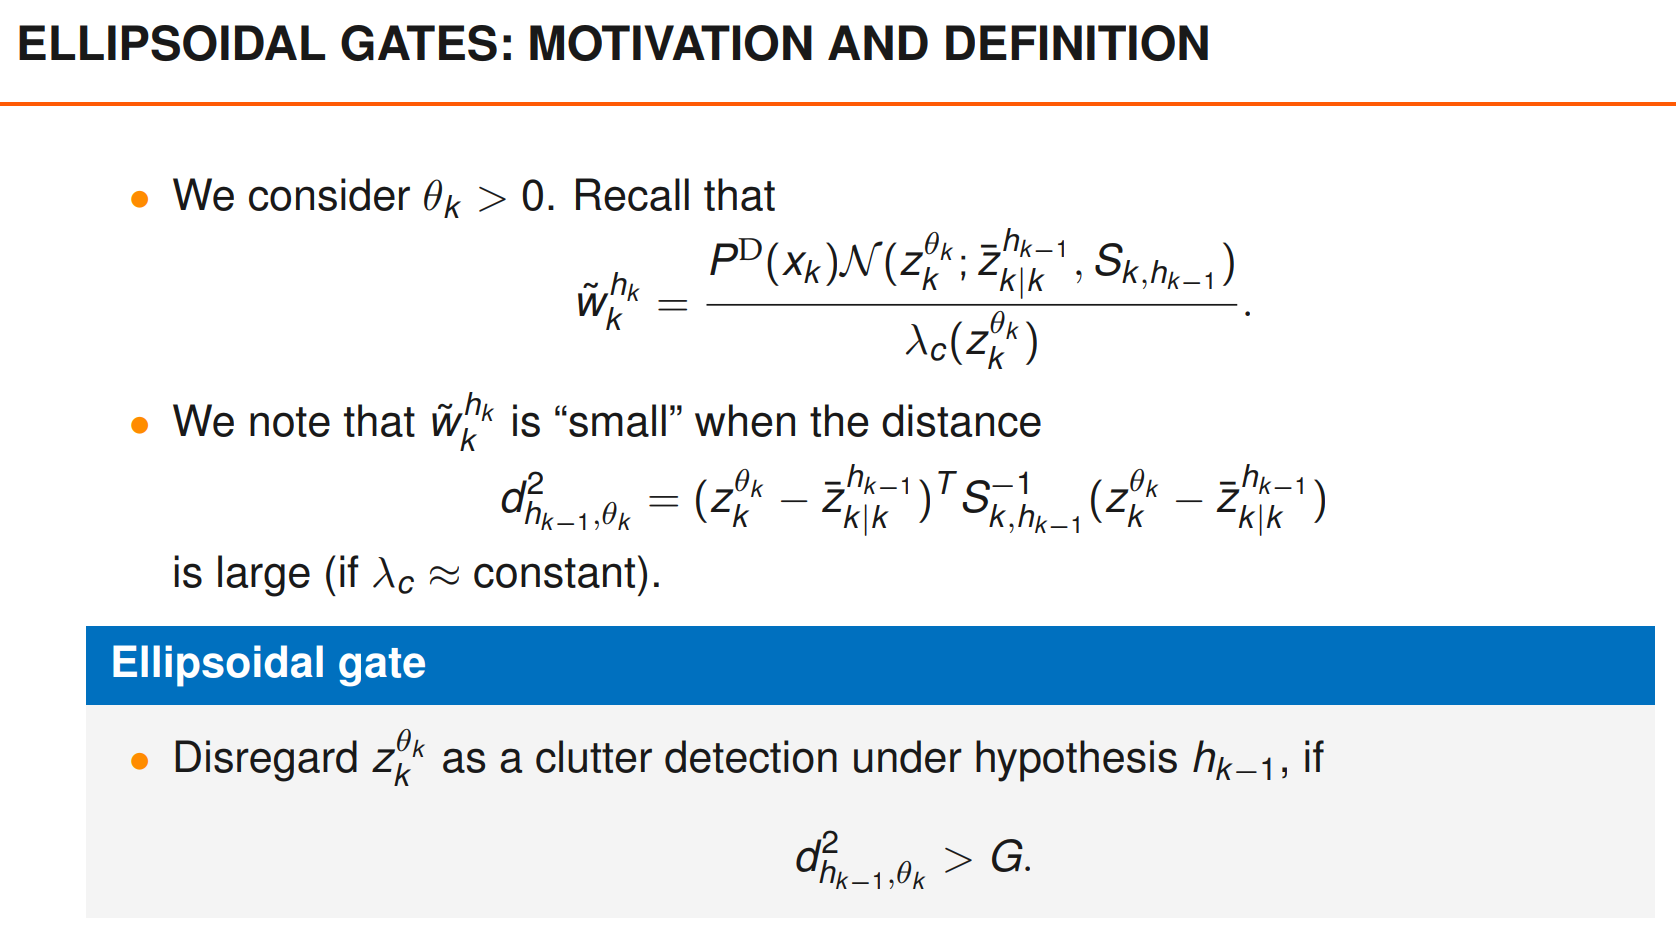 ELLIPSOIDAL GATES: MOTIVATION AND DEFINITION
• We consider $\theta_k > 0$. Recall that
$\tilde{w}_k^{h_k} = \frac{P^{\mathrm{D}}(x_k)\mathcal{N}(z_k^{\theta_k}; \bar{z}_{k|k}^{h_{k-1}}, S_{k,h_{k-1}})}{\lambda_c(z_k^{\theta_k})}.$
• We note that $\tilde{w}_k^{h_k}$ is “small” when the distance
$d^2_{h_{k-1},\theta_k} = (z_k^{\theta_k} - \bar{z}_{k|k}^{h_{k-1}})^T S^{-1}_{k,h_{k-1}} (z_k^{\theta_k} - \bar{z}_{k|k}^{h_{k-1}})$
is large (if $\lambda_c \approx$ constant).
Ellipsoidal gate
• Disregard $z_k^{\theta_k}$ as a clutter detection under hypothesis $h_{k-1}$, if
$d^2_{h_{k-1},\theta_k} > G.$